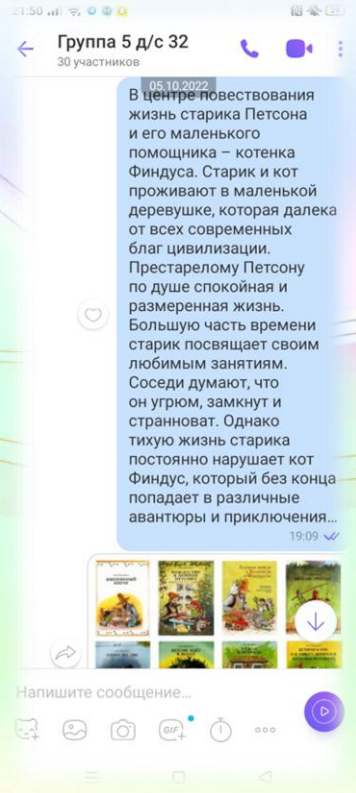 21:50
Группа 5 д/с 32
30 участников
05.10.2022
В центре повествования
жизнь старика Петсона
и его маленького
помощника – котенка
Финдуса. Старик и кот
проживают в маленькой
деревушке, которая далека
от всех современных
благ цивилизации.
Престарелому Петсону
по душе спокойная и
размеренная жизнь.
Большую часть времени
старик посвящает своим
любимым занятиям.
Соседи думают, что
он угрюм, замкнут и
странноват. Однако
тихую жизнь старика
постоянно нарушает кот
Финдус, который без конца
попадает в различные
авантюры и приключения...
19:09
Напишите сообщение...
GIF